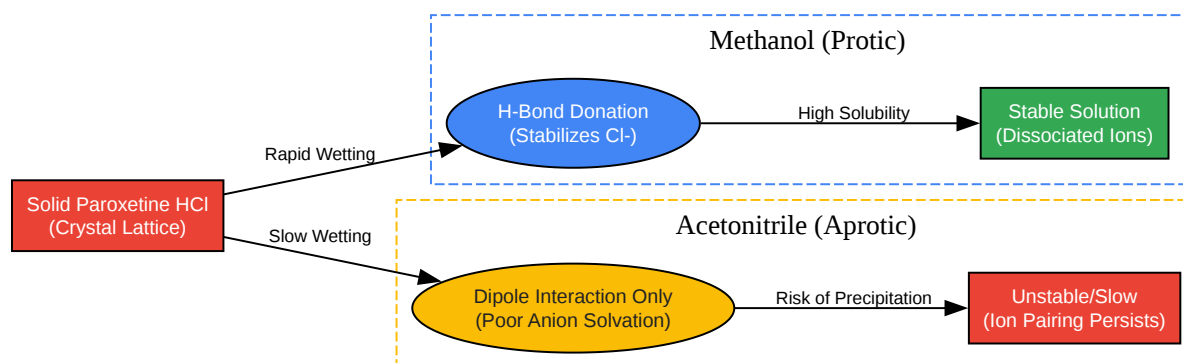 Methanol (Protic)
H-Bond Donation
(Stabilizes Cl-)
High Solubility
Stable Solution
(Dissociated Ions)
Rapid Wetting
Solid Paroxetine HCl
(Crystal Lattice)
Slow Wetting
Acetonitrile (Aprotic)
Dipole Interaction Only
(Poor Anion Solvation)
Risk of Precipitation
Unstable/Slow
(Ion Pairing Persists)